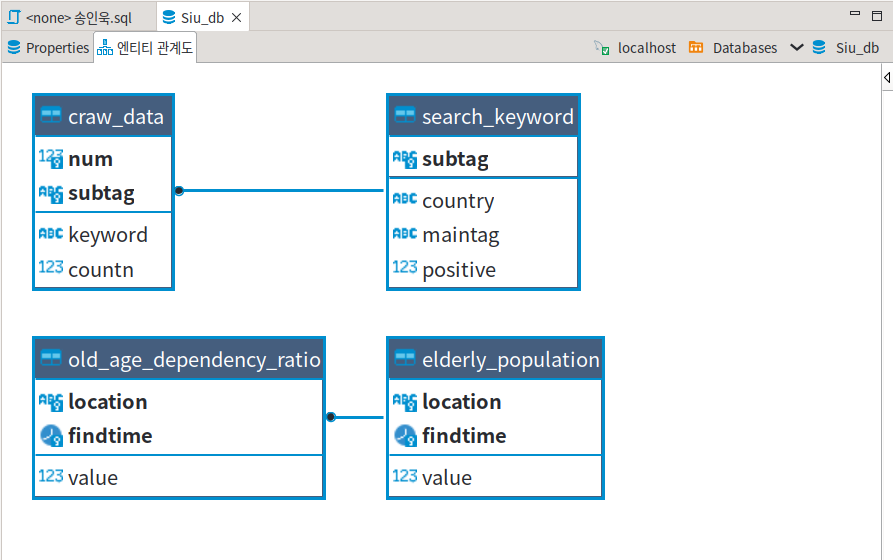 <none> 송인욱.sql Siu_db
Properties 엔티티 관계도 localhost Databases Siu_db
craw_data
123 num
ABC subtag
ABC keyword
123 countn
search_keyword
ABC subtag
ABC country
ABC maintag
123 positive
old_age_dependency_ratio
ABC location
findtime
123 value
elderly_population
ABC location
findtime
123 value